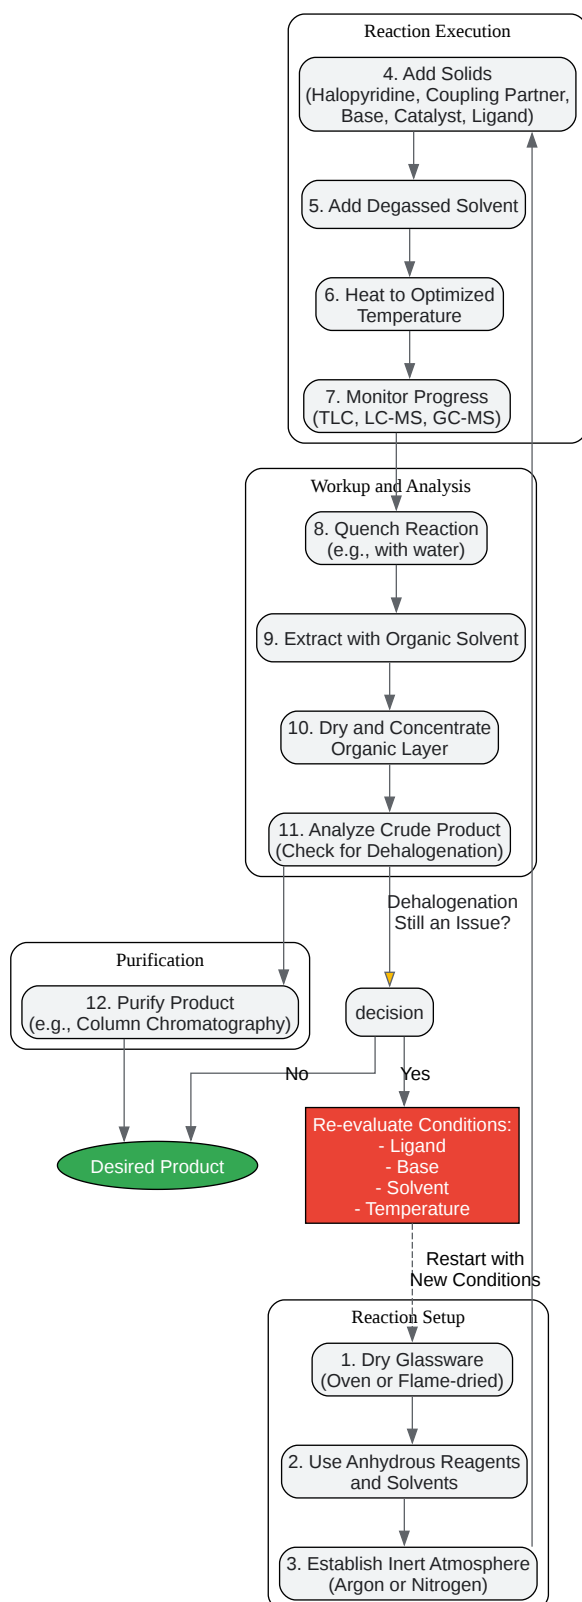 Reaction Execution
4. Add Solids
(Halopyridine, Coupling Partner,
Base, Catalyst, Ligand)
5. Add Degassed Solvent
6. Heat to Optimized
Temperature
7. Monitor Progress
(TLC, LC-MS, GC-MS)
Workup and Analysis
8. Quench Reaction
(e.g., with water)
9. Extract with Organic Solvent
10. Dry and Concentrate
Organic Layer
11. Analyze Crude Product
(Check for Dehalogenation)
Dehalogenation
Still an Issue?
Purification
12. Purify Product
(e.g., Column Chromatography)
decision
No
Yes
Desired Product
Re-evaluate Conditions:
- Ligand
- Base
- Solvent
- Temperature
Restart with
New Conditions
Reaction Setup
1. Dry Glassware
(Oven or Flame-dried)
2. Use Anhydrous Reagents
and Solvents
3. Establish Inert Atmosphere
(Argon or Nitrogen)